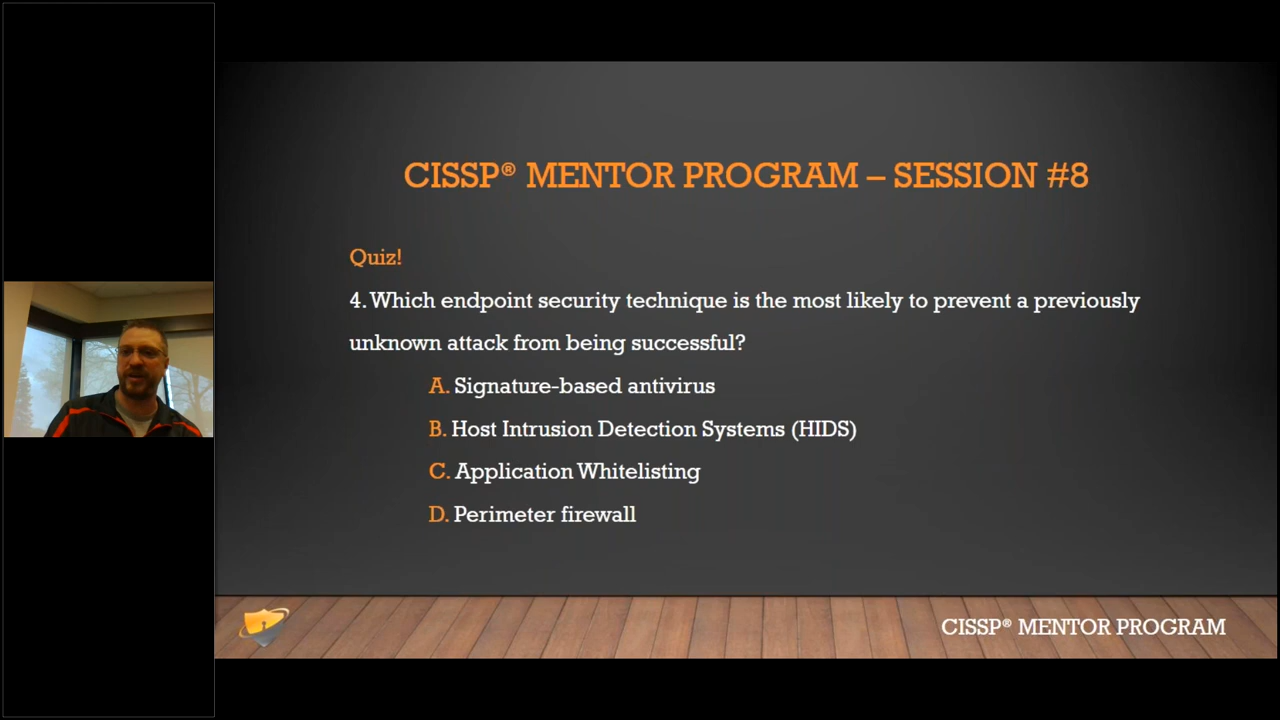 CISSP® MENTOR PROGRAM – SESSION #8
Quiz!
4. Which endpoint security technique is the most likely to prevent a previously
unknown attack from being successful?
A. Signature-based antivirus
B. Host Intrusion Detection Systems (HIDS)
C. Application Whitelisting
D. Perimeter firewall
CISSP® MENTOR PROGRAM